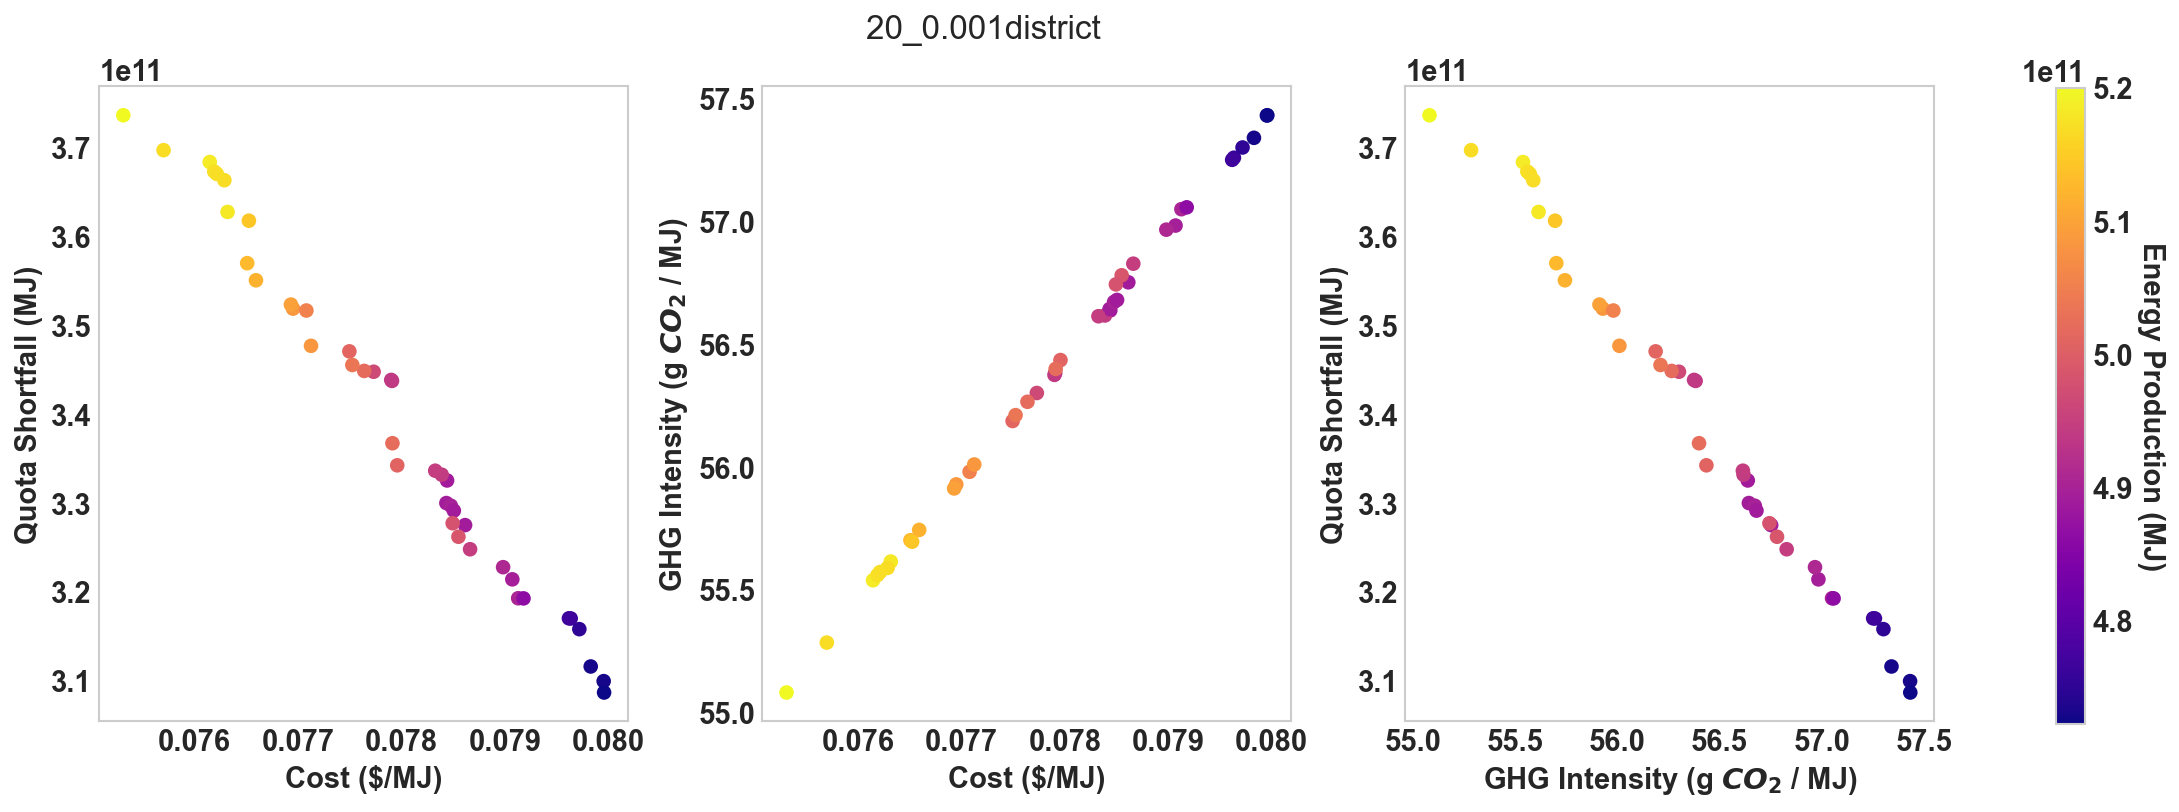 20_0.001district
1e11
3.7
3.6
3.5
3.4
3.3
3.2
3.1
Quota Shortfall (MJ)
0.076 0.077 0.078 0.079 0.080
Cost ($/MJ)
57.5
57.0
56.5
56.0
55.5
55.0
GHG Intensity (g CO₂ / MJ)
0.076 0.077 0.078 0.079 0.080
Cost ($/MJ)
1e11
3.7
3.6
3.5
3.4
3.3
3.2
3.1
Quota Shortfall (MJ)
55.0 55.5 56.0 56.5 57.0 57.5
GHG Intensity (g CO₂ / MJ)
1e11
5.2
5.1
5.0
4.9
4.8
Energy Production (MJ)